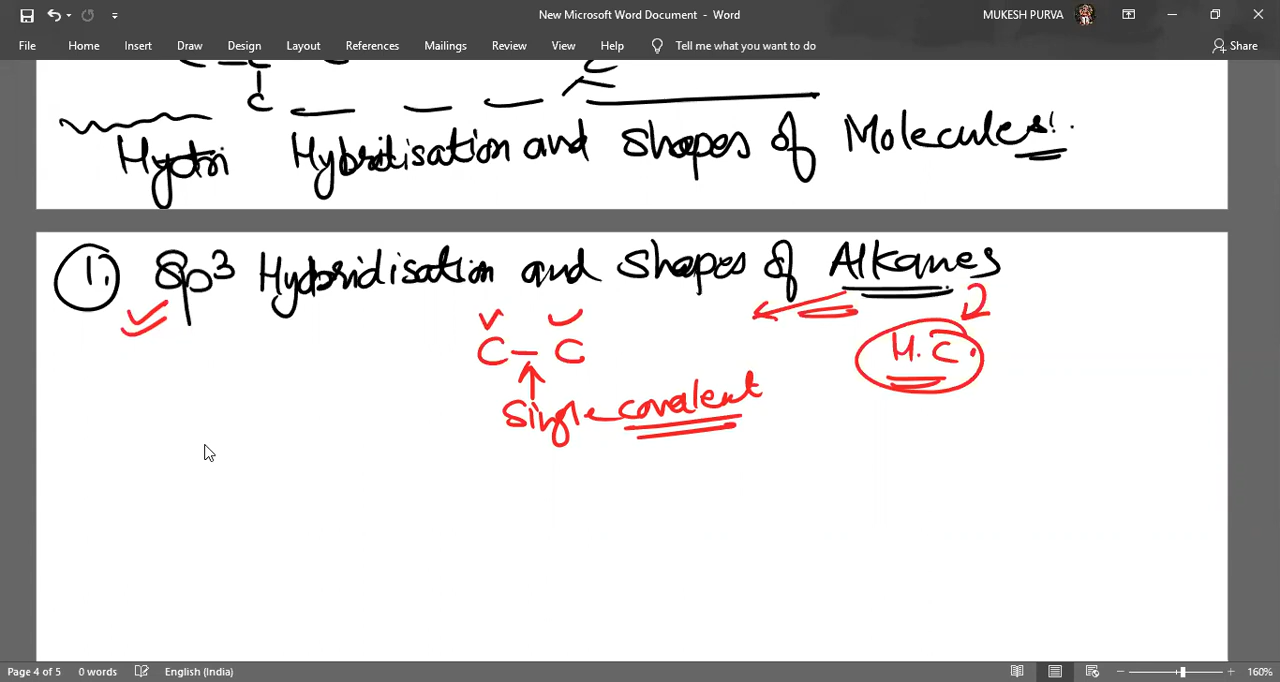 New Microsoft Word Document - Word
MUKESH PURVA
File Home Insert Draw Design Layout References Mailings Review View Help Tell me what you want to do Share
C - C
C
C
Hybridisation and Shapes of Molecules!
1. Sp3 Hybridisation and Shapes of Alkanes
C - C
H.C.
Single covalent
Page 4 of 5 0 words English (India) 160%